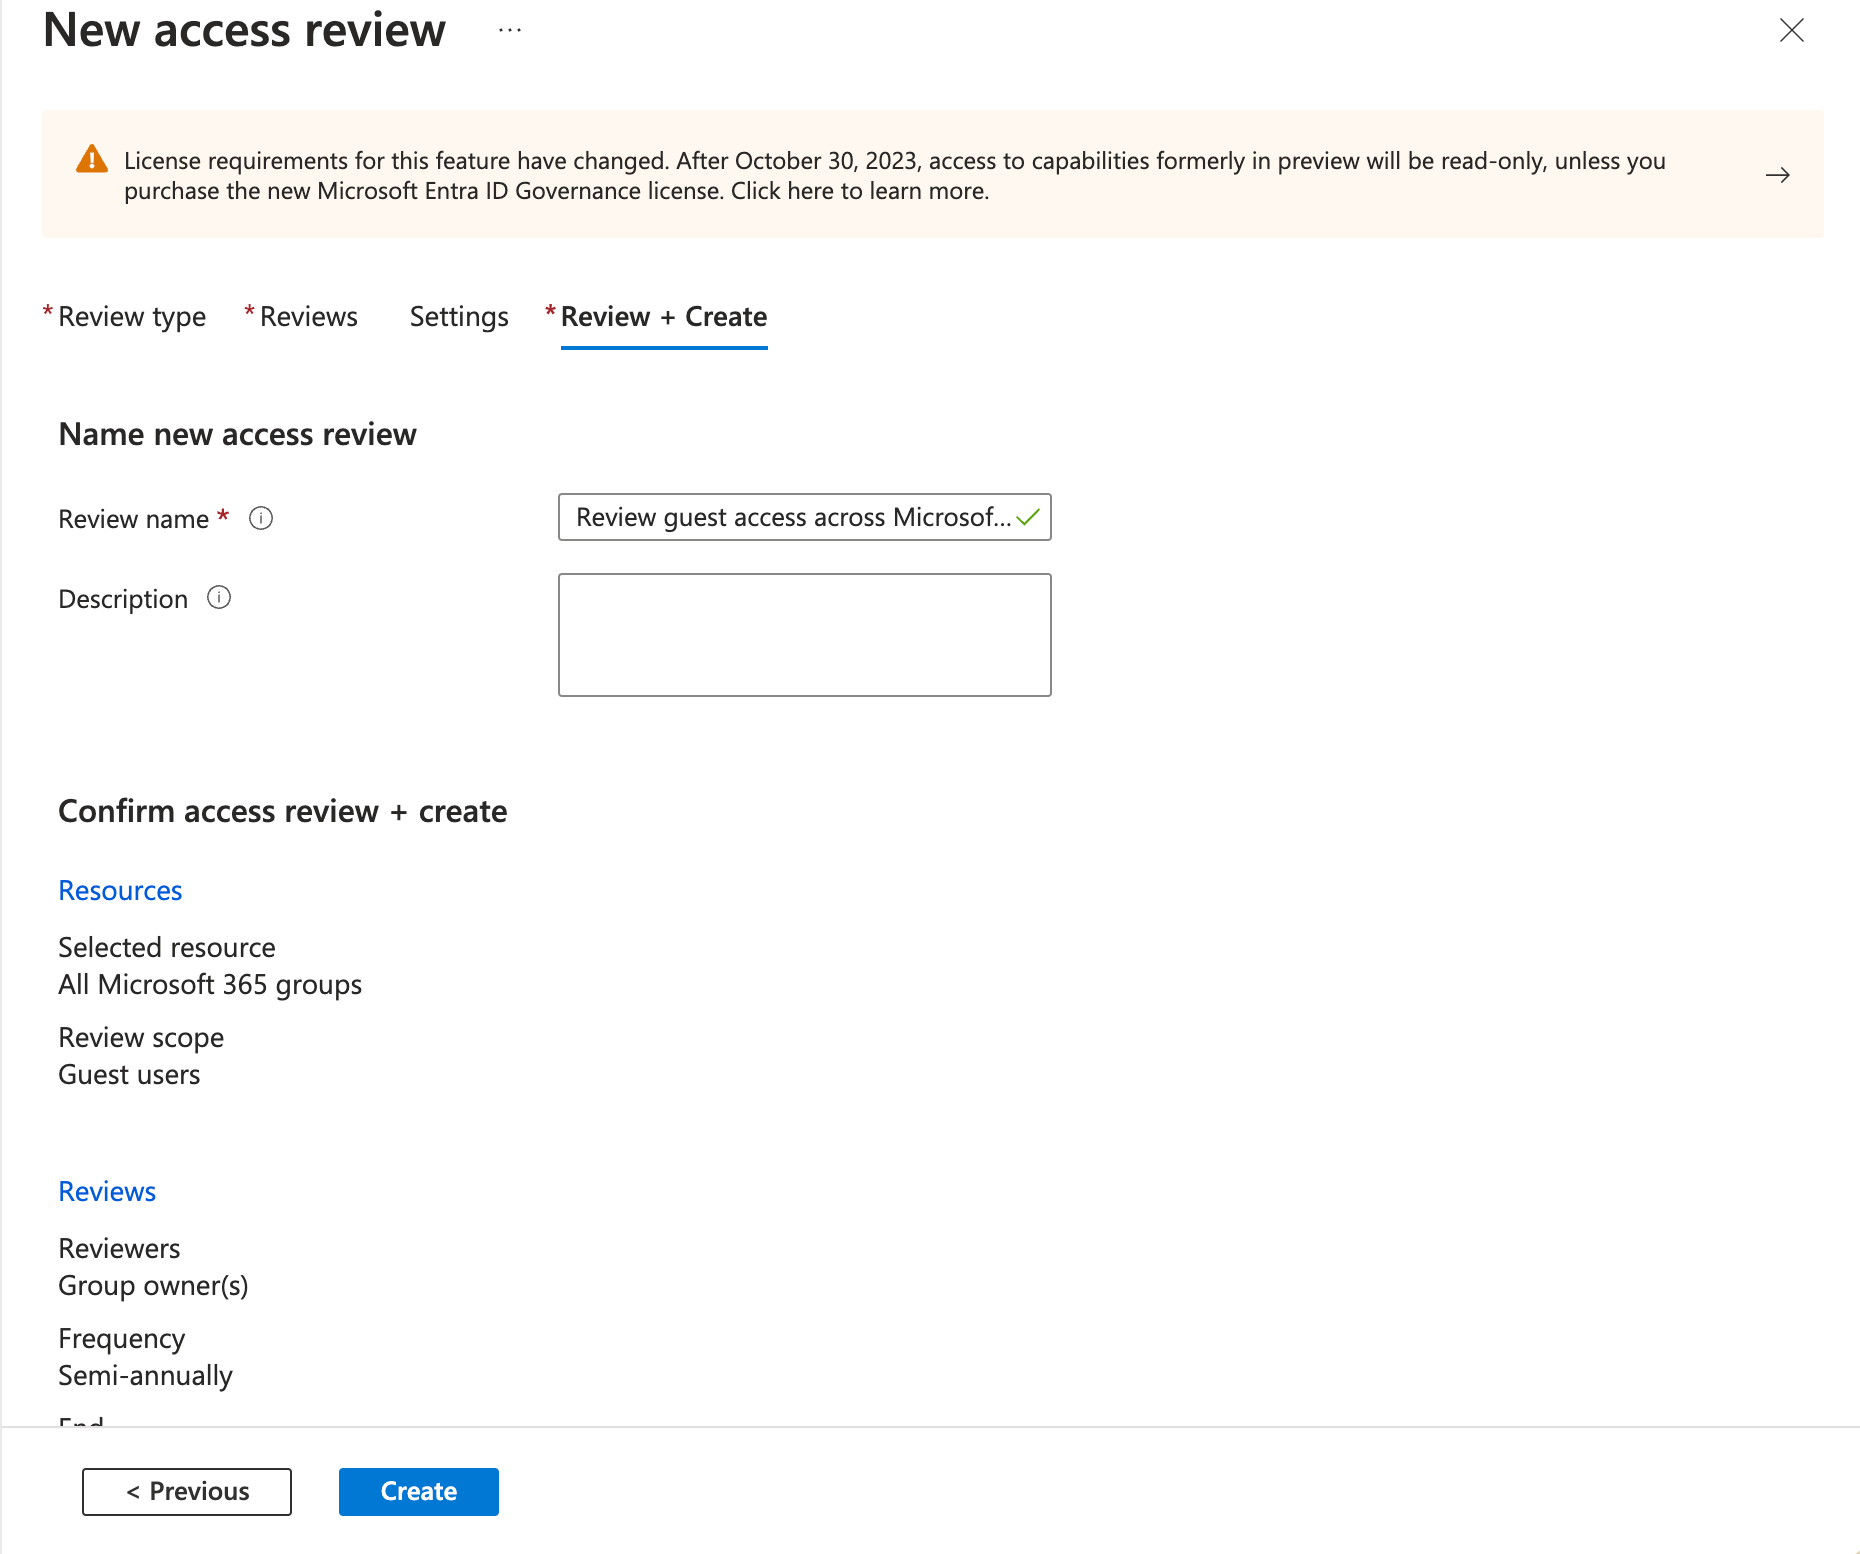 New access review ...
License requirements for this feature have changed. After October 30, 2023, access to capabilities formerly in preview will be read-only, unless you
purchase the new Microsoft Entra ID Governance license. Click here to learn more.
* Review type * Reviews Settings * Review + Create
Name new access review
Review name *
Review guest access across Microsof...
Description
Confirm access review + create
Resources
Selected resource
All Microsoft 365 groups
Review scope
Guest users
Reviews
Reviewers
Group owner(s)
Frequency
Semi-annually
End
< Previous Create